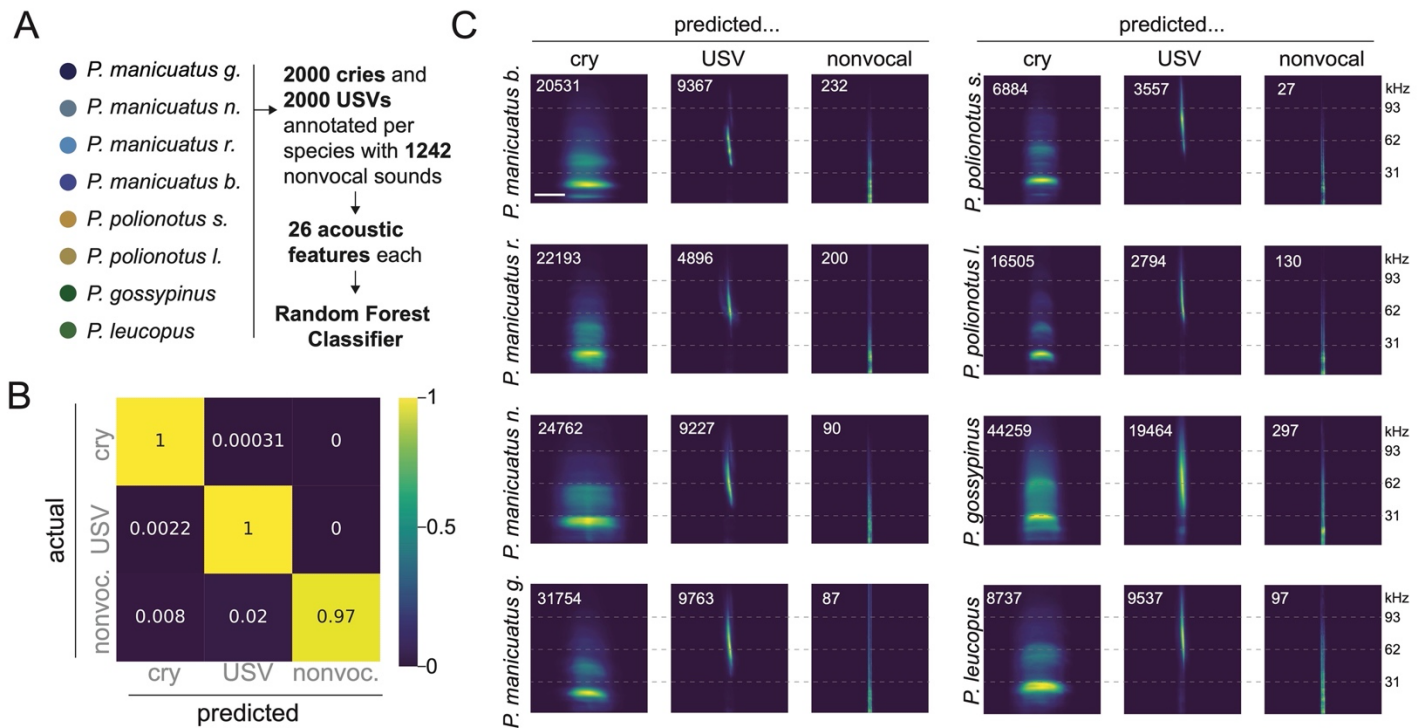 A
P. manicuatus g.
P. manicuatus n.
P. manicuatus r.
P. manicuatus b.
P. polionotus s.
P. polionotus l.
P. gossypinus
P. leucopus
2000 cries and
2000 USVs
annotated per
species with 1242
nonvocal sounds
26 acoustic
features each
Random Forest
Classifier
B
actual
cry
USV
nonvoc.
1
0.00031
0
0.0022
1
0
0.008
0.02
0.97
cry
USV
nonvoc.
predicted
1
0.5
0
C
predicted...
cry
USV
nonvocal
P. manicuatus b.
20531
9367
232
P. manicuatus r.
22193
4896
200
P. manicuatus n.
24762
9227
90
P. manicuatus g.
31754
9763
87
predicted...
cry
USV
nonvocal
P. polionotus s.
6884
3557
27
kHz
93
62
31
P. polionotus l.
16505
2794
130
kHz
93
62
31
P. gossypinus
44259
19464
297
kHz
93
62
31
P. leucopus
8737
9537
97
kHz
93
62
31